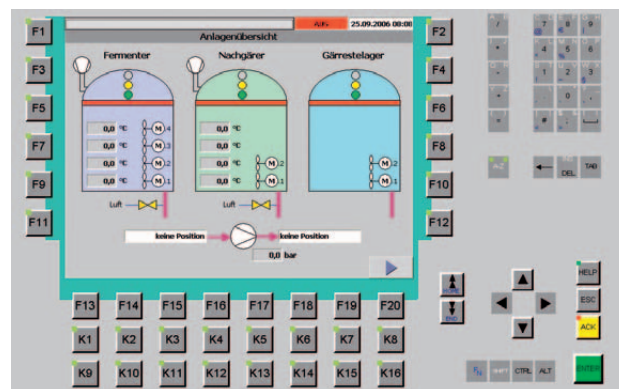 AUK- 25.09.2006 00:00
Anlagenübersicht
Fermenter Nachgärer Gärrestelager
0,0 °C M 4 0,0 °C
0,0 °C M 3 0,0 °C
0,0 °C M 2 0,0 °C M 2 M 2
0,0 °C M 1 0,0 °C M 1 M 1
Luft Luft
keine Position keine Position
0,0 bar
F1 F2
F3 F4
F5 F6
F7 F8
F9 F10
F11 F12
F13 F14 F15 F16 F17 F18 F19 F20
K1 K2 K3 K4 K5 K6 K7 K8
K9 K10 K11 K12 K13 K14 K15 K16
/ 7 8 9
* 4 5 6
- 1 2 3
+ 0 .
= # :
A-Z DEL TAB
HOME
END
HELP
ESC
ACK
FN SHIFT CTRL ALT ENTER